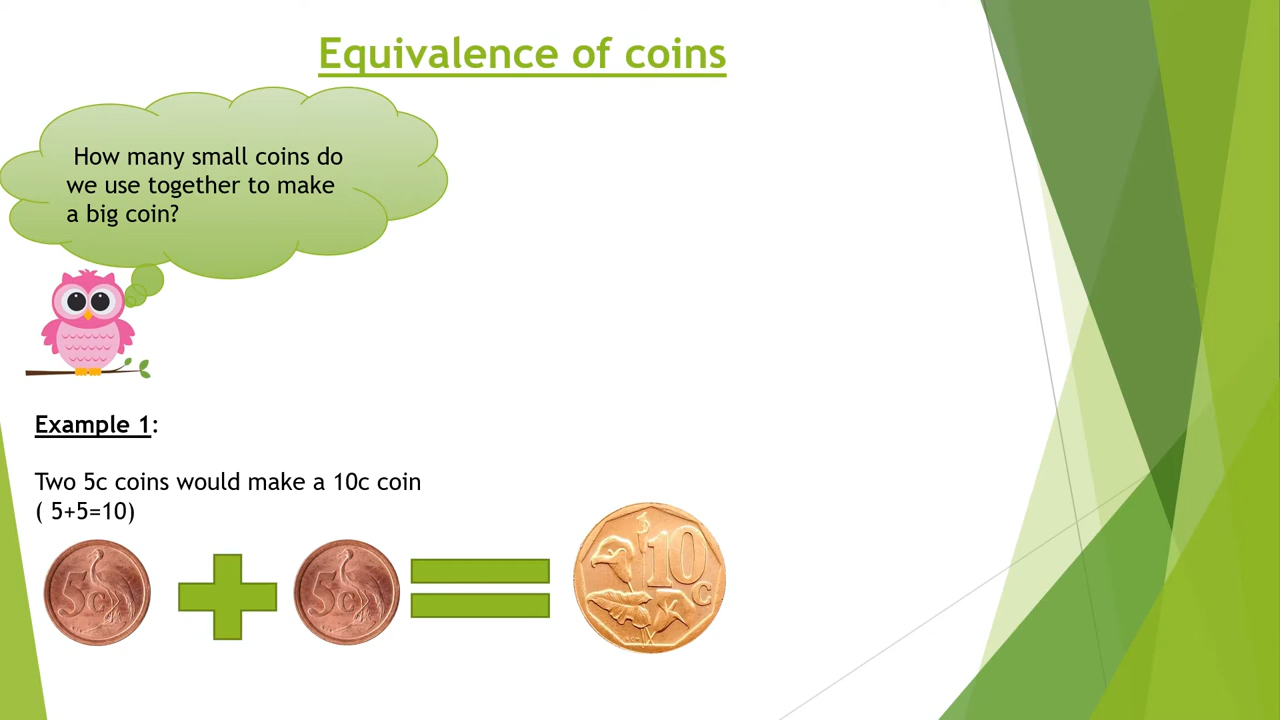 Equivalence of coins
How many small coins do
we use together to make
a big coin?
Example 1:
Two 5c coins would make a 10c coin
( 5+5=10)
5c
5c
10
c